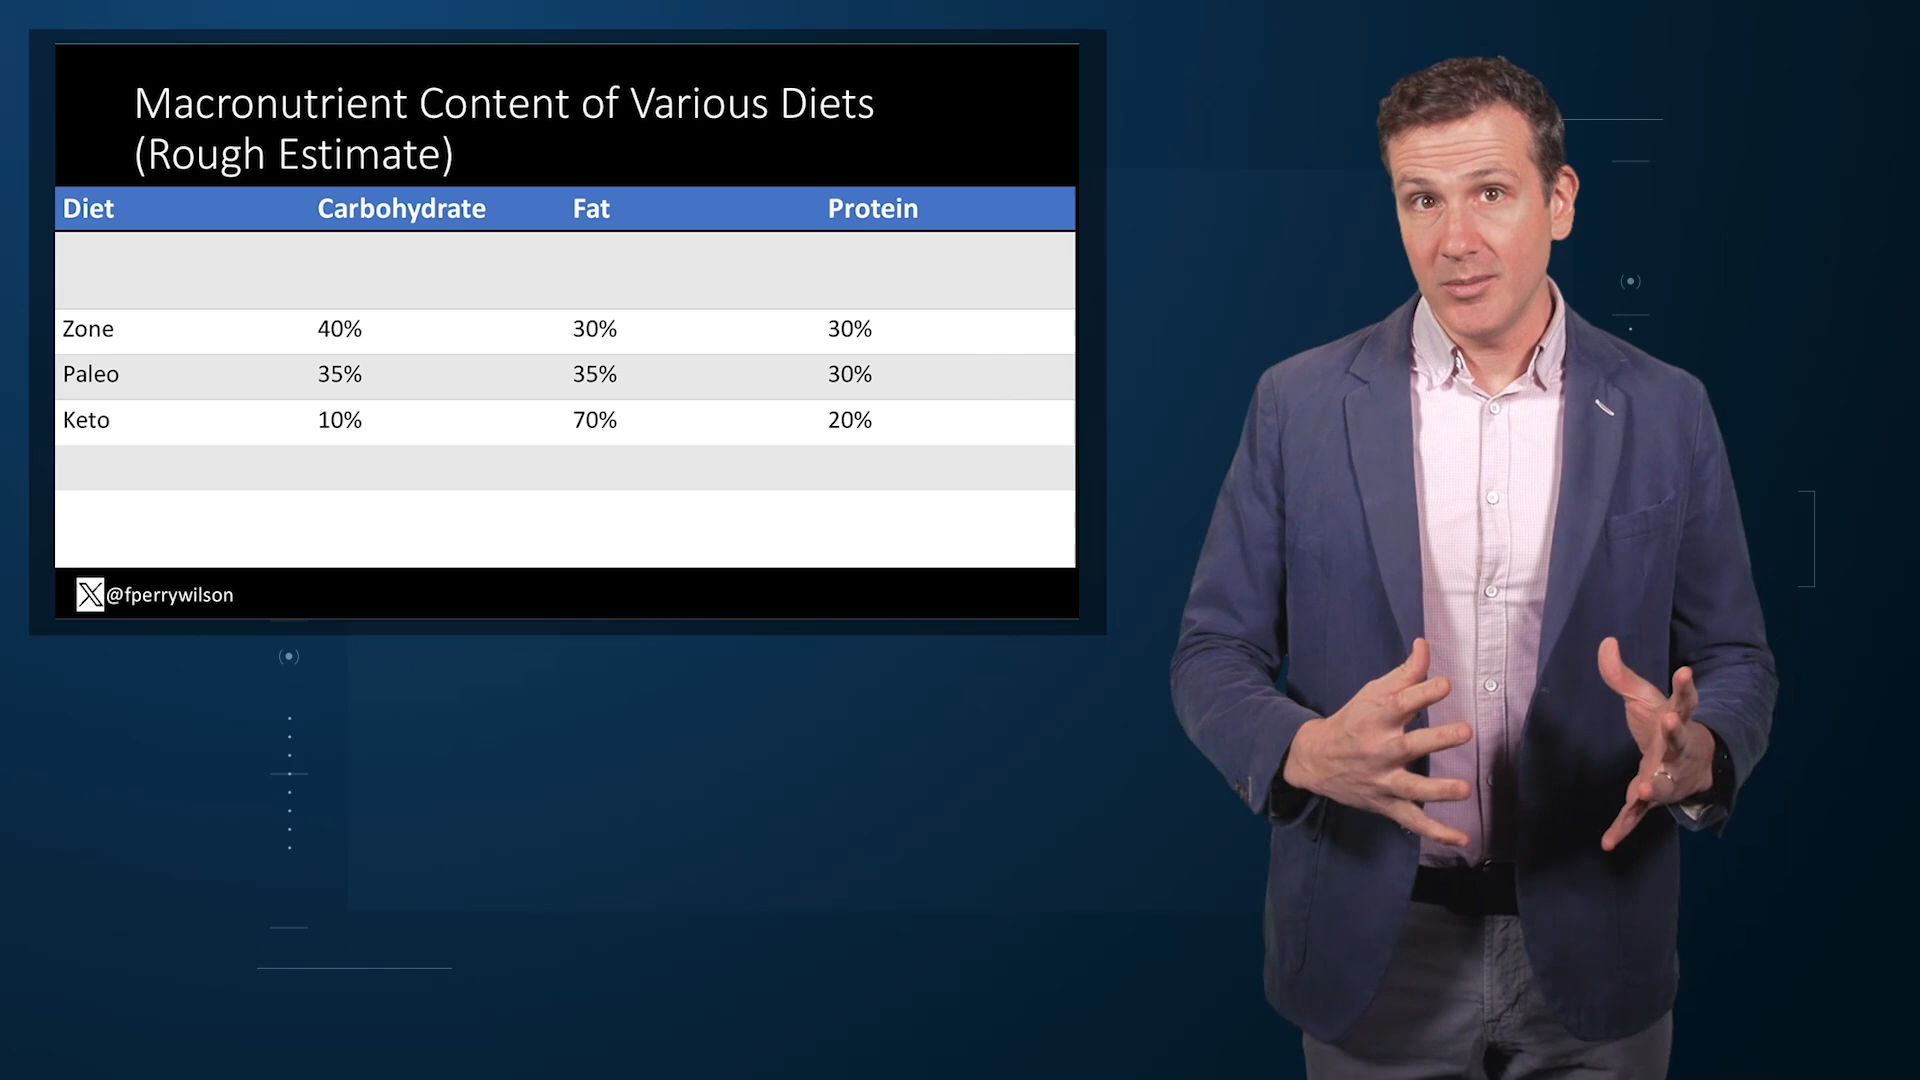 Macronutrient Content of Various Diets
(Rough Estimate)
Diet Carbohydrate Fat Protein
Zone 40% 30% 30%
Paleo 35% 35% 30%
Keto 10% 70% 20%
@fperrywilson